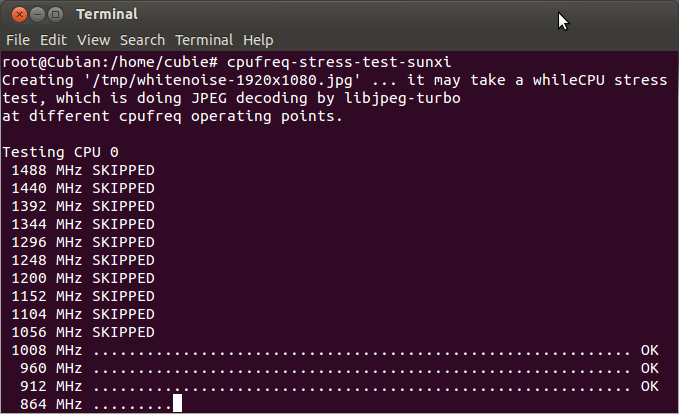 Terminal
File Edit View Search Terminal Help
root@Cubian:/home/cubie# cpufreq-stress-test-sunxi
Creating '/tmp/whitenoise-1920x1080.jpg' ... it may take a whileCPU stress
test, which is doing JPEG decoding by libjpeg-turbo
at different cpufreq operating points.
Testing CPU 0
1488 MHz SKIPPED
1440 MHz SKIPPED
1392 MHz SKIPPED
1344 MHz SKIPPED
1296 MHz SKIPPED
1248 MHz SKIPPED
1200 MHz SKIPPED
1152 MHz SKIPPED
1104 MHz SKIPPED
1056 MHz SKIPPED
1008 MHz ............................................................ OK
960 MHz ............................................................ OK
912 MHz ............................................................ OK
864 MHz .........